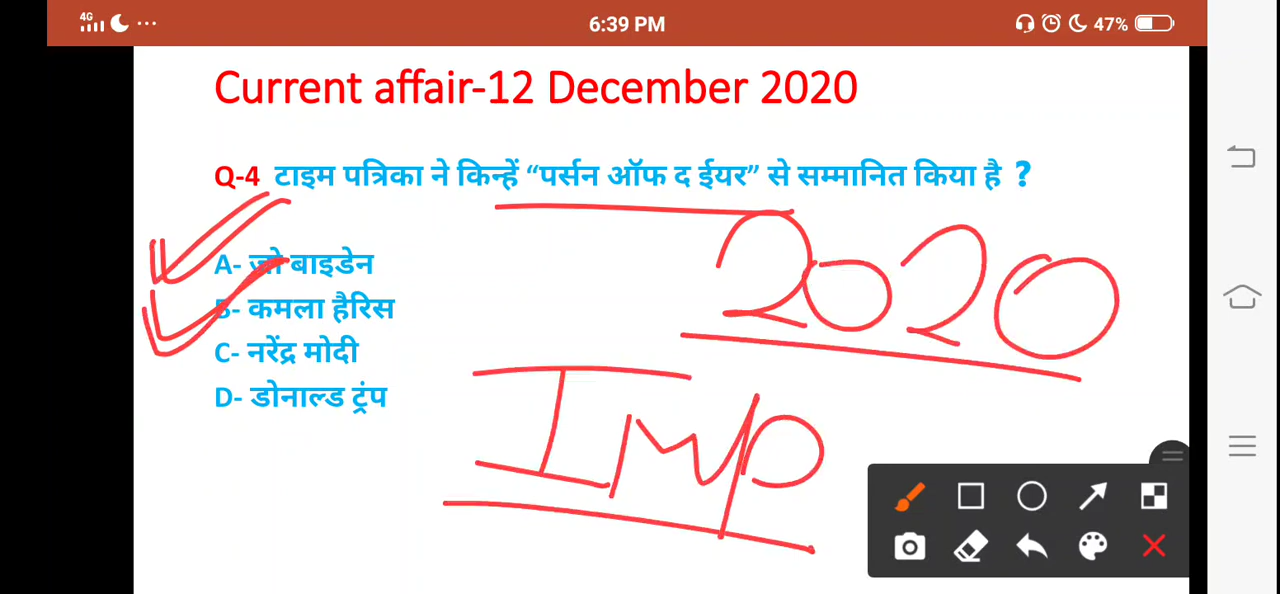 4G
6:39 PM
47%
Current affair-12 December 2020
Q-4 टाइम पत्रिका ने किन्हें “पर्सन ऑफ द ईयर” से सम्मानित किया है ?
A- जो बाइडेन
B- कमला हैरिस
C- नरेंद्र मोदी
D- डोनाल्ड ट्रंप
2020
Imp